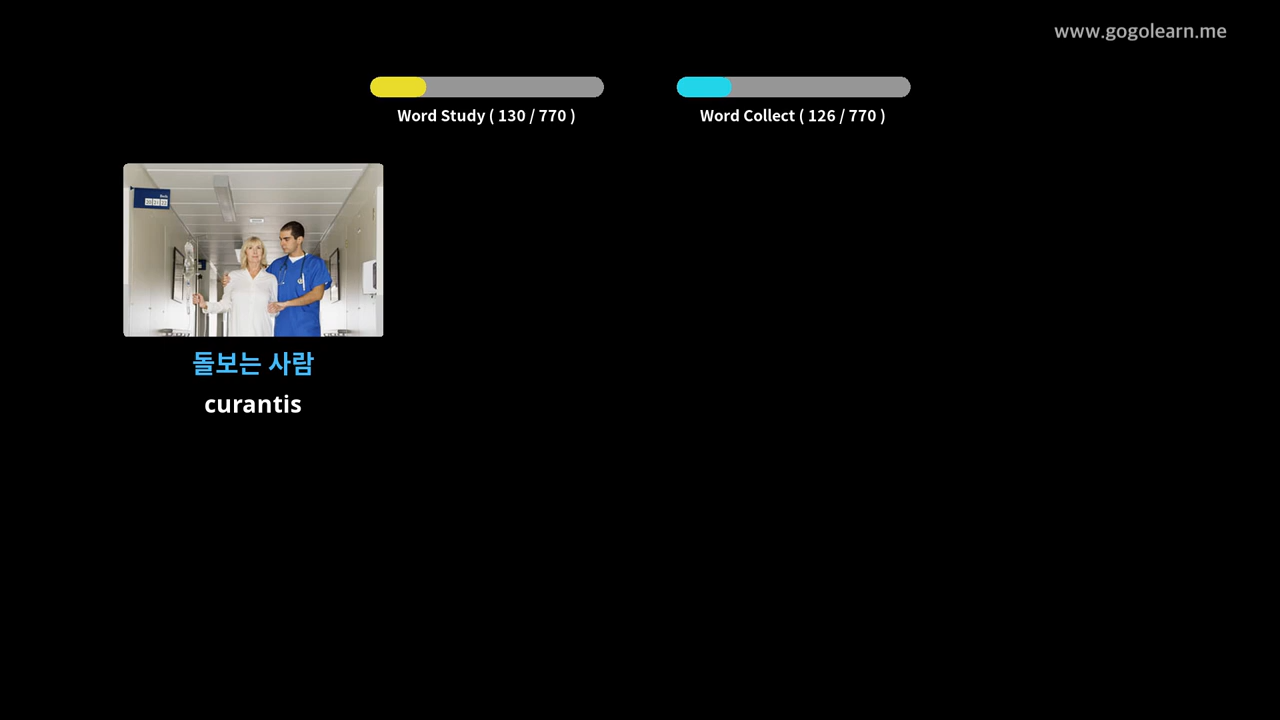 www.gogolearn.me
Word Study ( 130 / 770 )
Word Collect ( 126 / 770 )
돌보는 사람
curantis